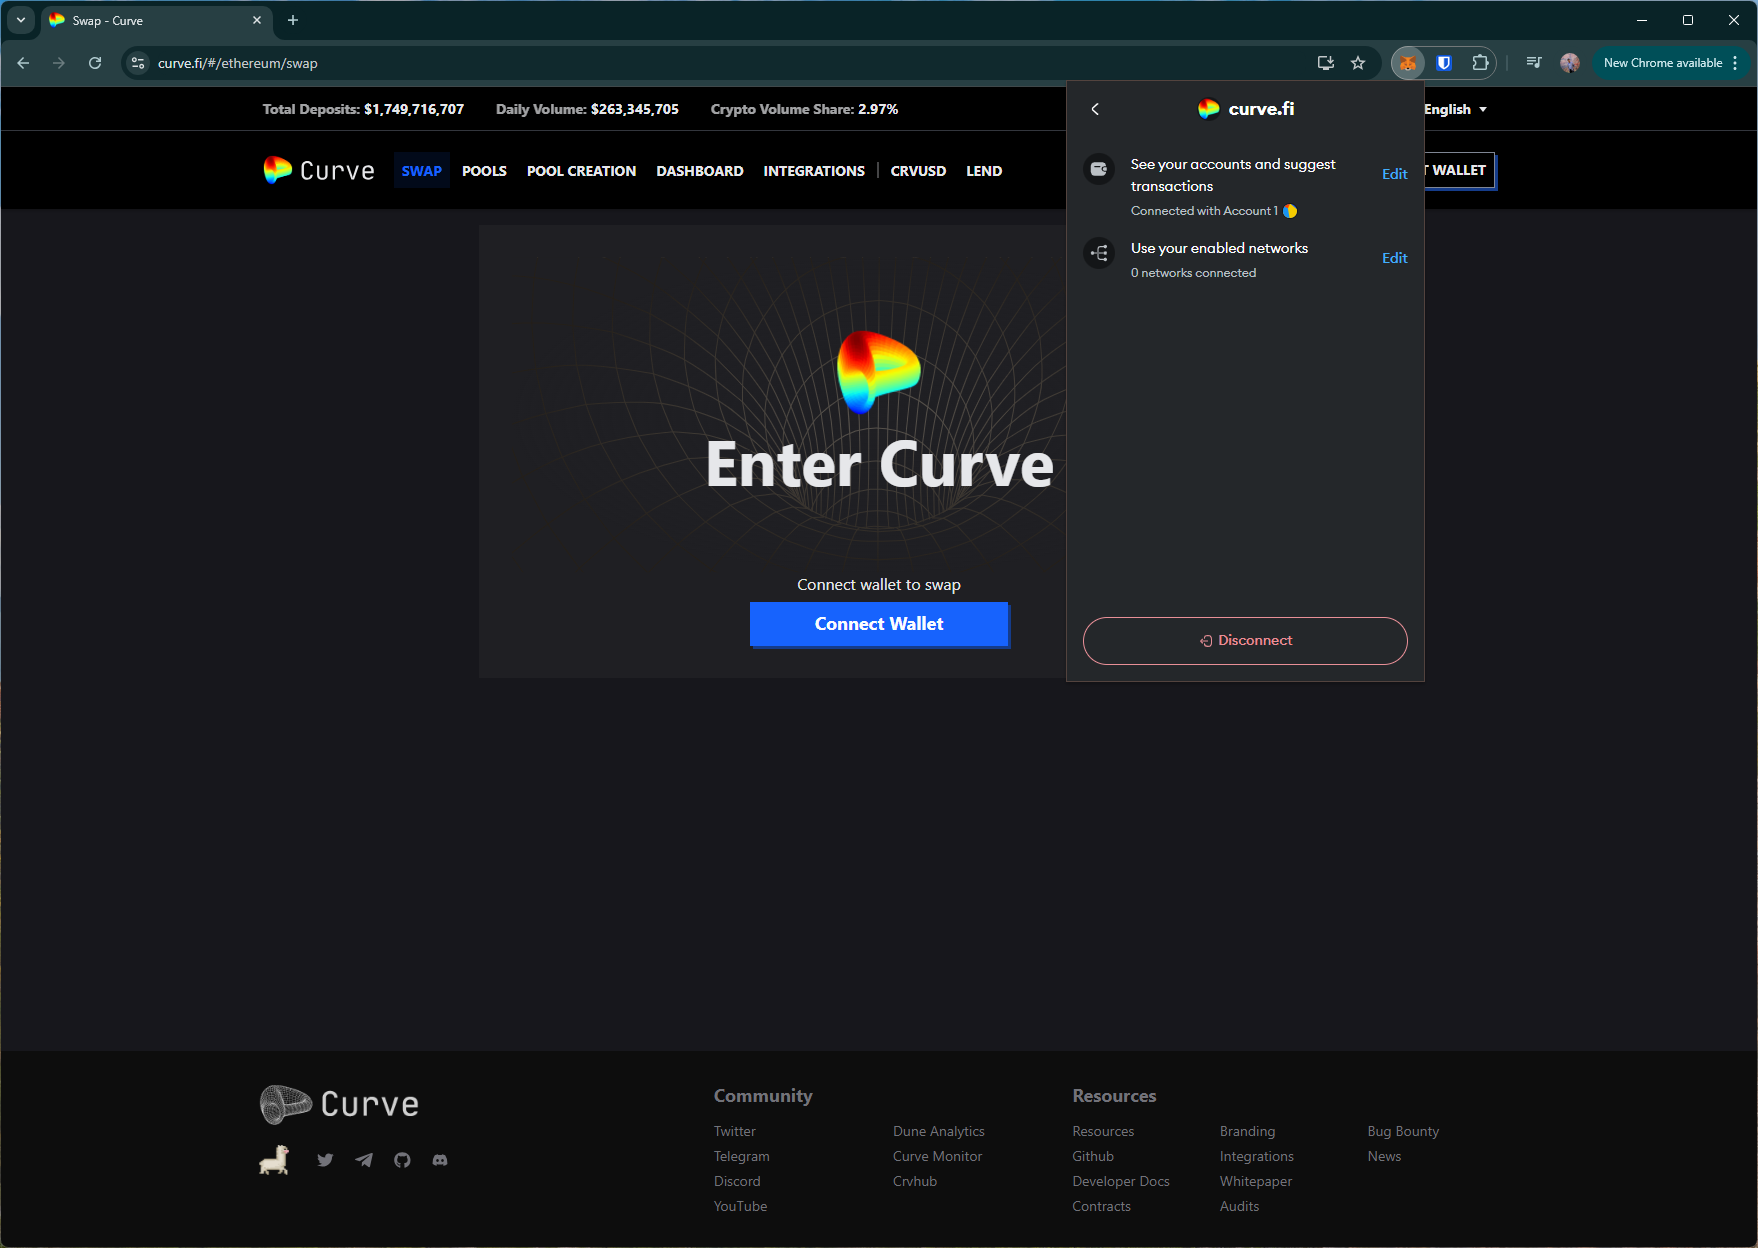 Swap - Curve
curve.fi/#/ethereum/swap
New Chrome available
Total Deposits: $1,749,716,707
Daily Volume: $263,345,705
Crypto Volume Share: 2.97%
English
Curve
SWAP
POOLS
POOL CREATION
DASHBOARD
INTEGRATIONS
CRVUSD
LEND
T WALLET
curve.fi
See your accounts and suggest
transactions
Edit
Connected with Account 1
Use your enabled networks
Edit
0 networks connected
Disconnect
Enter Curve
Connect wallet to swap
Connect Wallet
Curve
Community
Twitter
Telegram
Discord
YouTube
Dune Analytics
Curve Monitor
Crvhub
Resources
Resources
Github
Developer Docs
Contracts
Branding
Integrations
Whitepaper
Audits
Bug Bounty
News